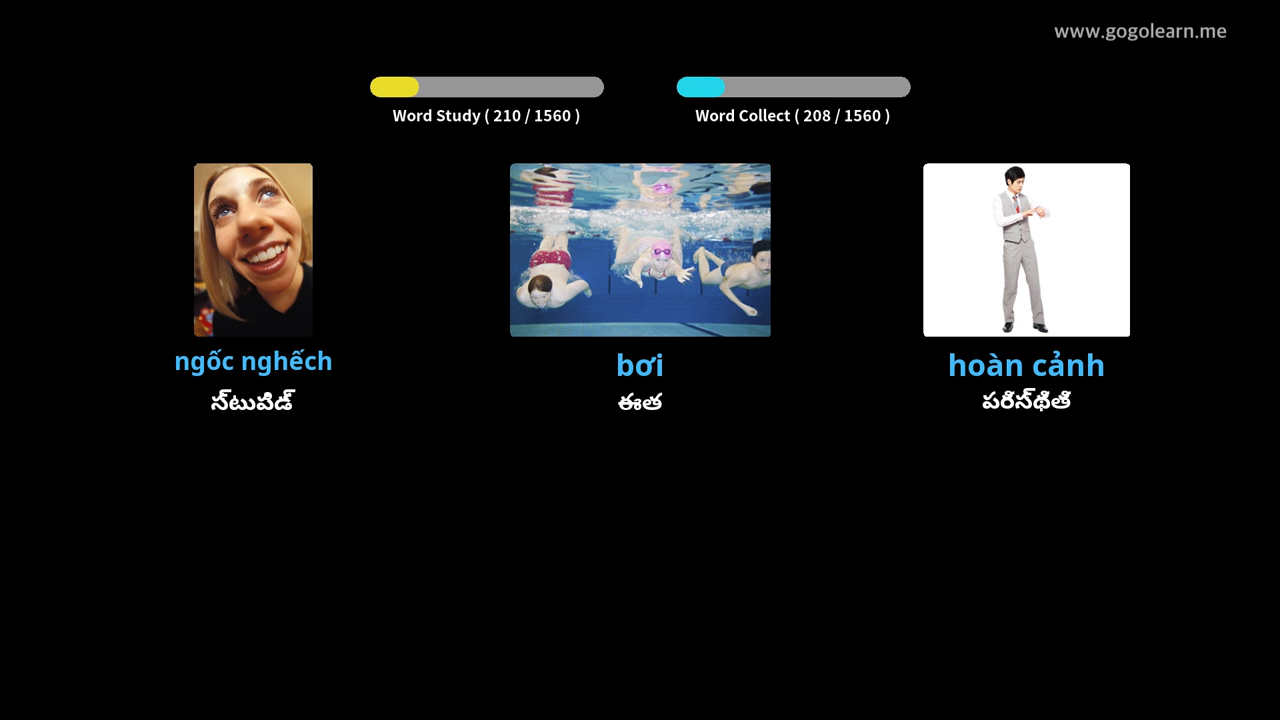 www.gogolearn.me
Word Study ( 210 / 1560 )
Word Collect ( 208 / 1560 )
ngốc nghếch
bơi
hoàn cảnh
స్టుపిడ్
ఈత
పరిస్థితి